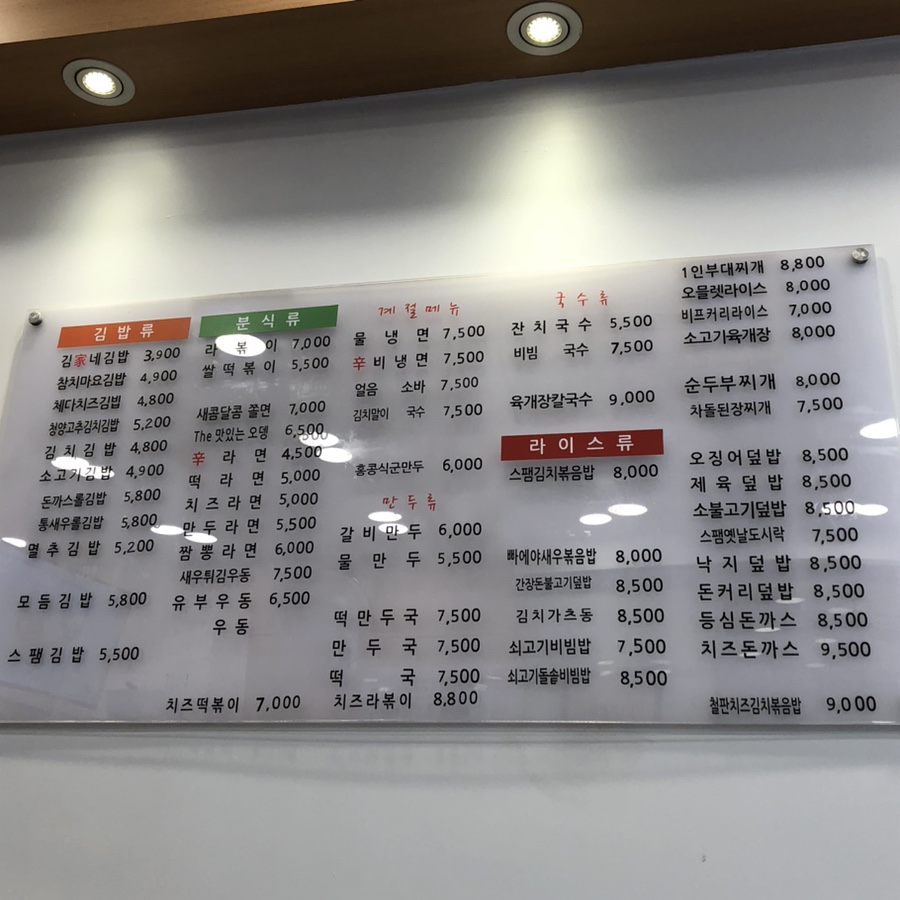 김밥류
김家네김밥 3,900
참치마요김밥 4,900
체다치즈김밥 4,800
청양고추김치김밥 5,200
김치김밥 4,800
소고기김밥 4,900
돈까스롤김밥 5,800
통새우롤김밥 5,800
멸추김밥 5,200
모듬김밥 5,800
스팸김밥 5,500
분식류
라볶이 7,000
쌀떡볶이 5,500
새콤달콤 쫄면 7,000
The 맛있는 오뎅 6,500
辛라면 4,500
떡라면 5,000
치즈라면 5,000
만두라면 5,500
짬뽕라면 6,000
새우튀김우동 7,500
유부우동 6,500
우동
치즈떡볶이 7,000
계절메뉴
물냉면 7,500
辛비냉면 7,500
얼음 소바 7,500
김치말이 국수 7,500
홍콩식군만두 6,000
만두류
갈비만두 6,000
물만두 5,500
떡만두국 7,500
만두국 7,500
떡국 7,500
치즈라볶이 8,800
국수류
잔치국수 5,500
비빔 국수 7,500
육개장칼국수 9,000
라이스류
스팸김치볶음밥 8,000
빠에야새우볶음밥 8,000
간장돈불고기덮밥 8,500
김치가츠동 8,500
쇠고기비빔밥 7,500
쇠고기돌솥비빔밥 8,500
1인부대찌개 8,800
오믈렛라이스 8,000
비프커리라이스 7,000
소고기육개장 8,000
순두부찌개 8,000
차돌된장찌개 7,500
오징어덮밥 8,500
제육덮밥 8,500
소불고기덮밥 8,500
스팸옛날도시락 7,500
낙지덮밥 8,500
돈커리덮밥 8,500
등심돈까스 8,500
치즈돈까스 9,500
철판치즈김치볶음밥 9,000